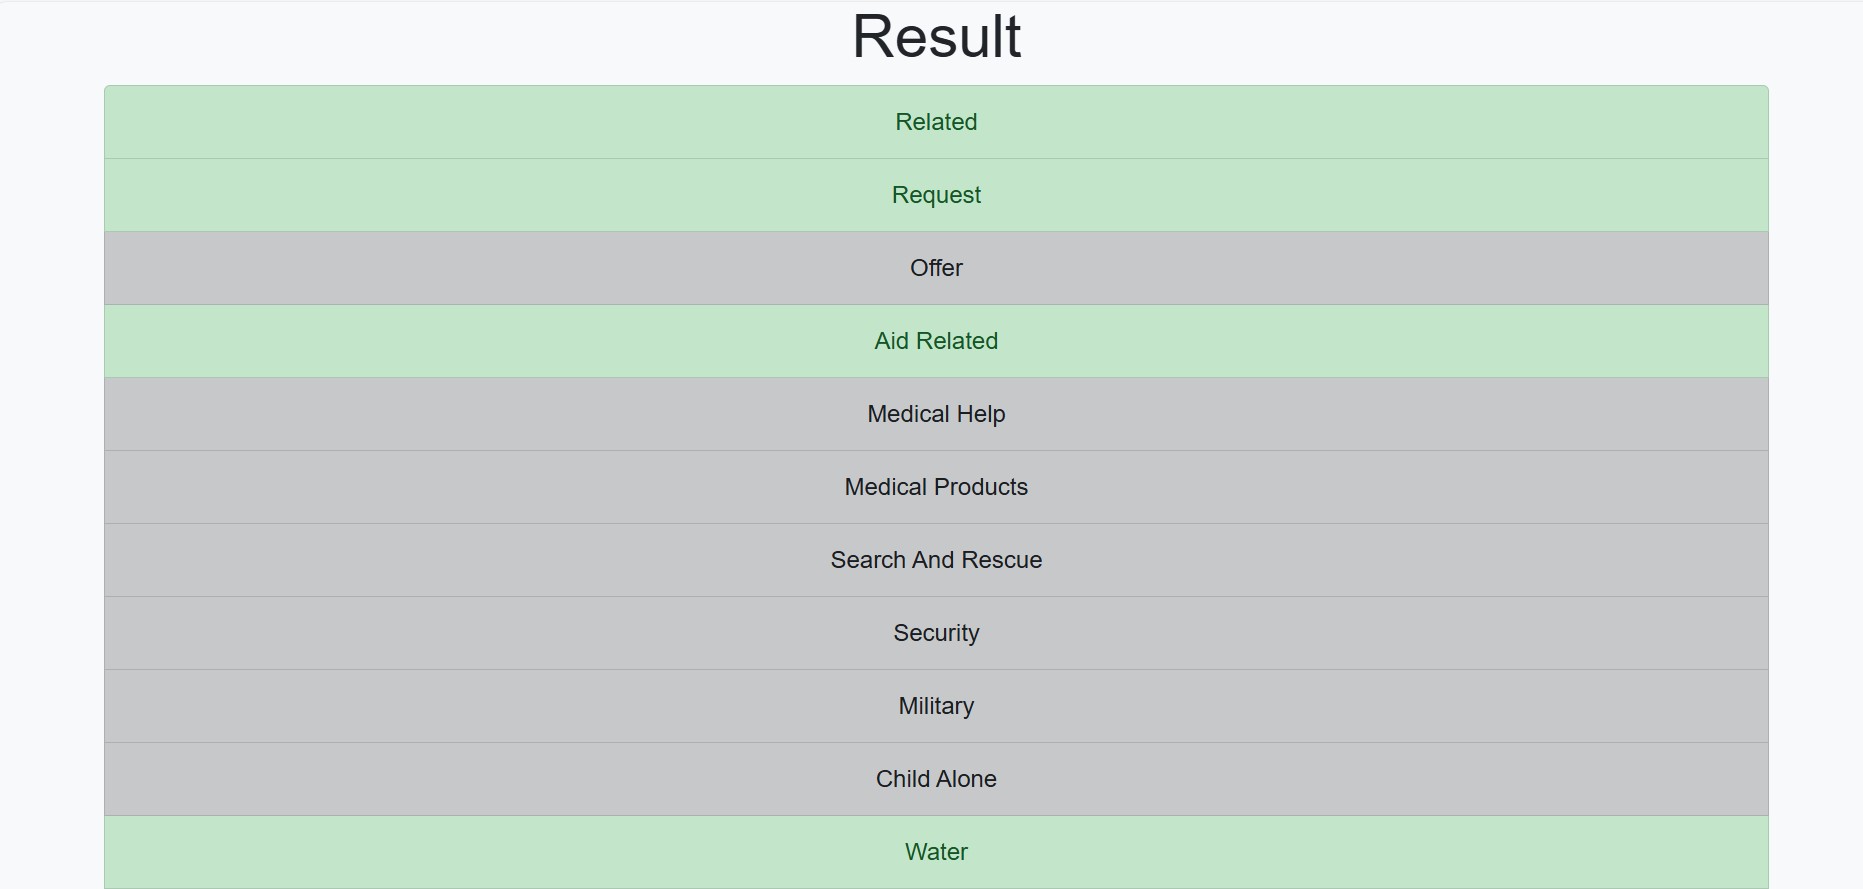 Result
Related
Request
Offer
Aid Related
Medical Help
Medical Products
Search And Rescue
Security
Military
Child Alone
Water